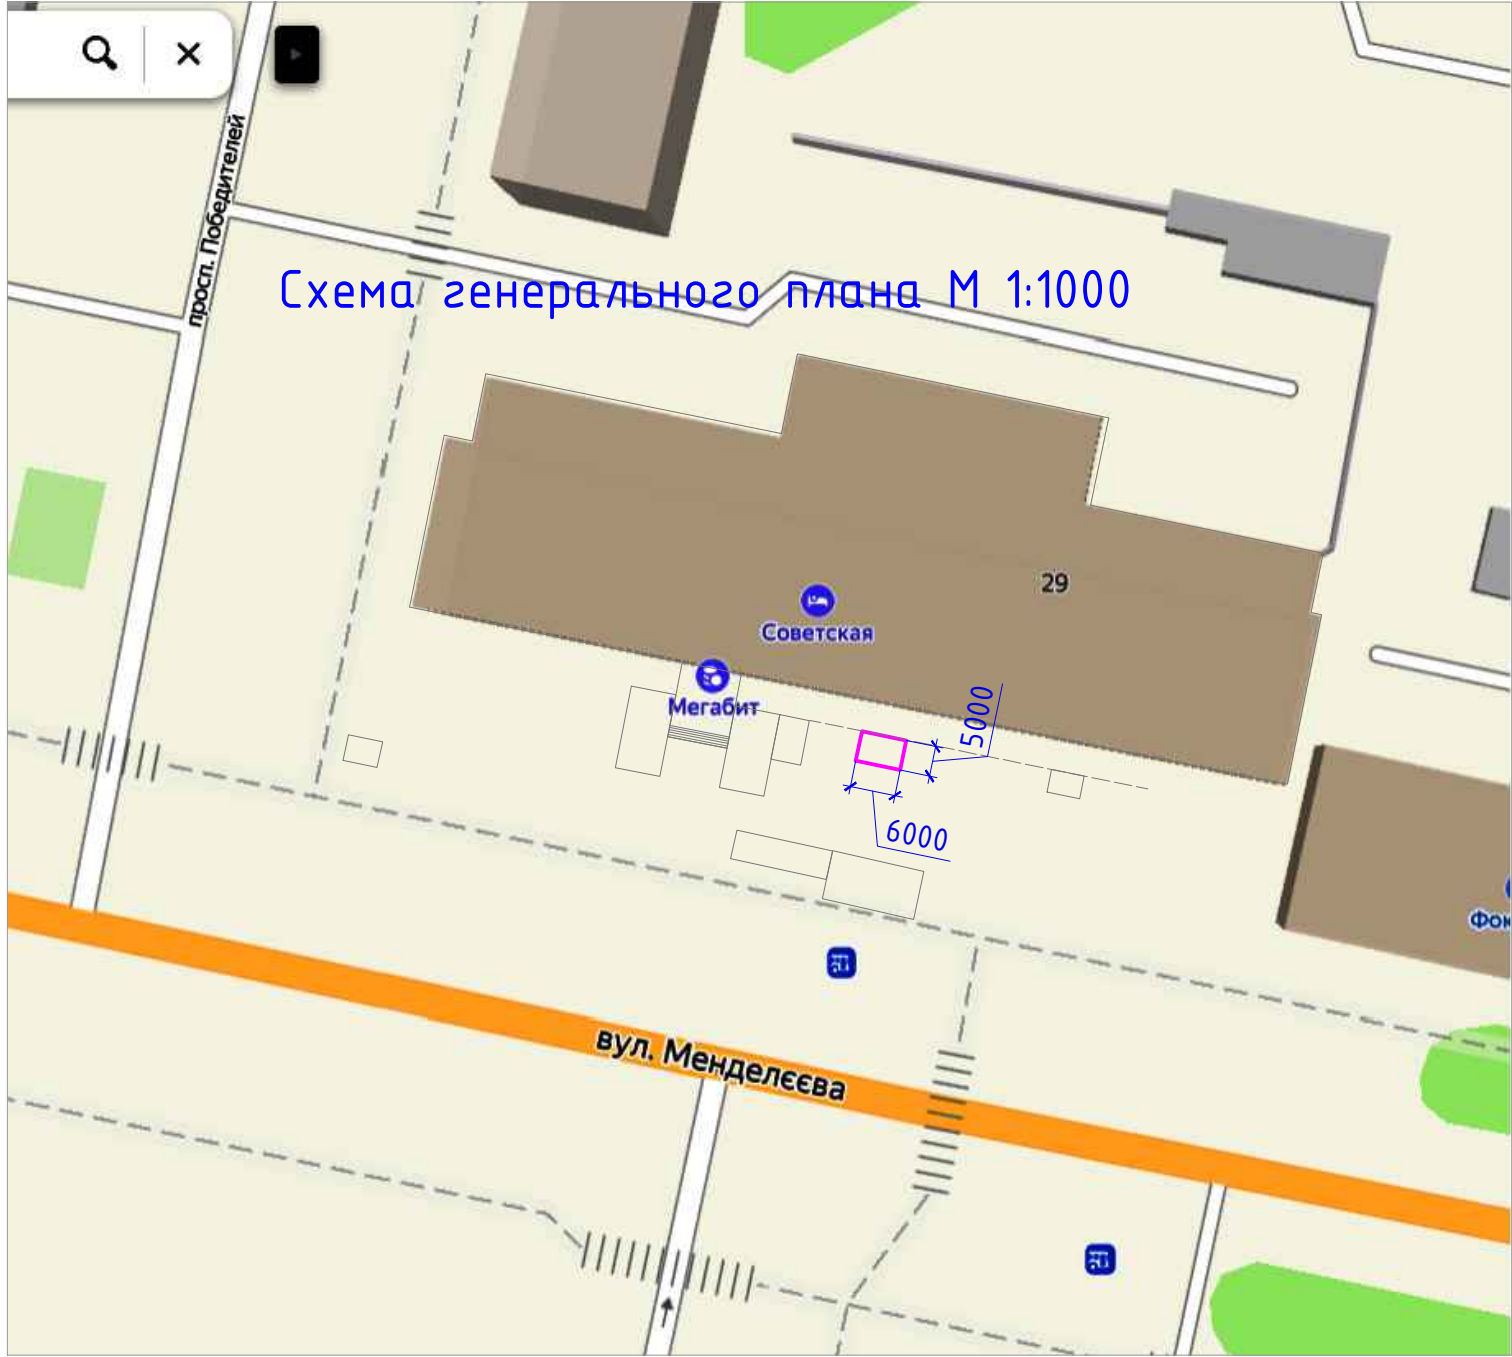 просп. Победителей
Схема генерального плана М 1:1000
29
Советская
Мегабит
5000
6000
Фок
вул. Менделєєва